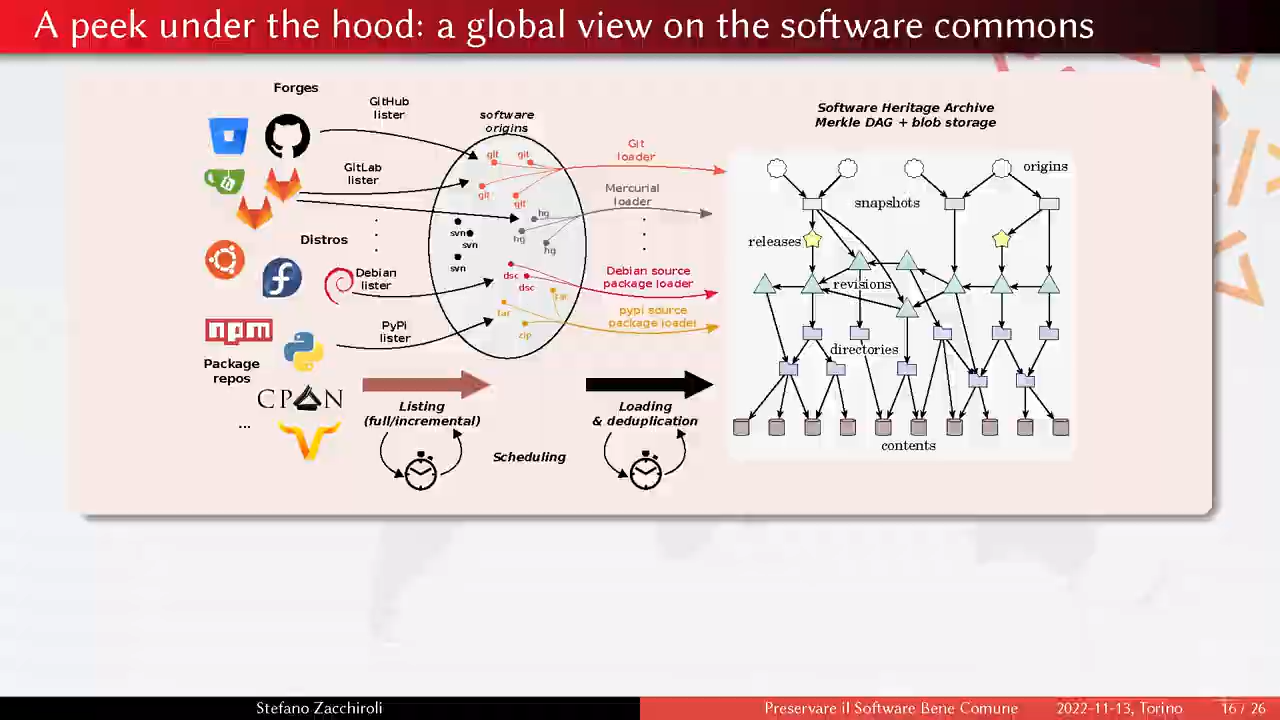 A peek under the hood: a global view on the software commons
Forges
GitHub
lister
GitLab
lister
Distros
Debian
lister
npm
PyPi
lister
Package
repos
CPAN
...
software
origins
git git
git
git
hg
hg
hg
svn
svn
svn
dsc
dsc
tar
tar
zip
Git
loader
Mercurial
loader
Debian source
package loader
pypi source
package loader
Listing
(full/incremental)
Loading
& deduplication
Scheduling
Software Heritage Archive
Merkle DAG + blob storage
origins
snapshots
releases
revisions
directories
contents
Stefano Zacchiroli
Preservare il Software Bene Comune
2022-11-13, Torino
16 / 26